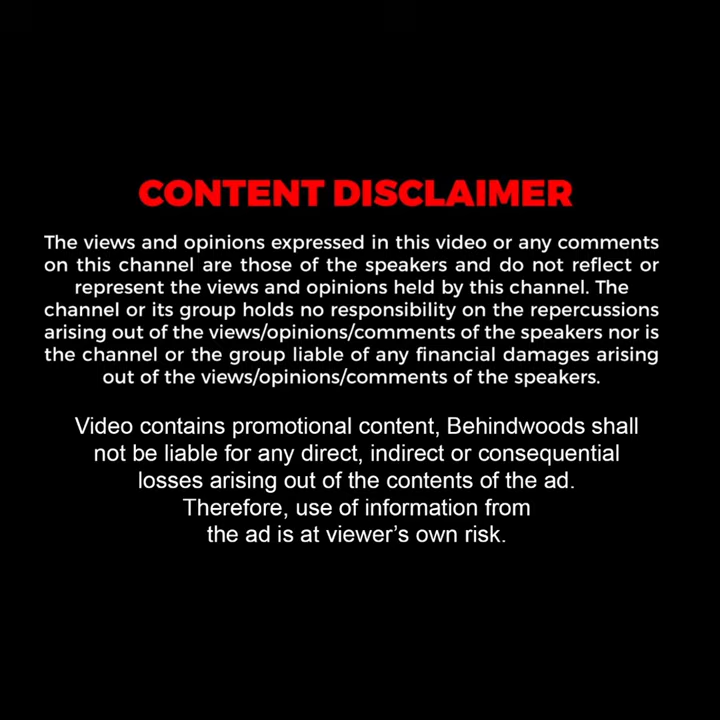 CONTENT DISCLAIMER
The views and opinions expressed in this video or any comments
on this channel are those of the speakers and do not reflect or
represent the views and opinions held by this channel. The
channel or its group holds no responsibility on the repercussions
arising out of the views/opinions/comments of the speakers nor is
the channel or the group liable of any financial damages arising
out of the views/opinions/comments of the speakers.
Video contains promotional content, Behindwoods shall
not be liable for any direct, indirect or consequential
losses arising out of the contents of the ad.
Therefore, use of information from
the ad is at viewer’s own risk.